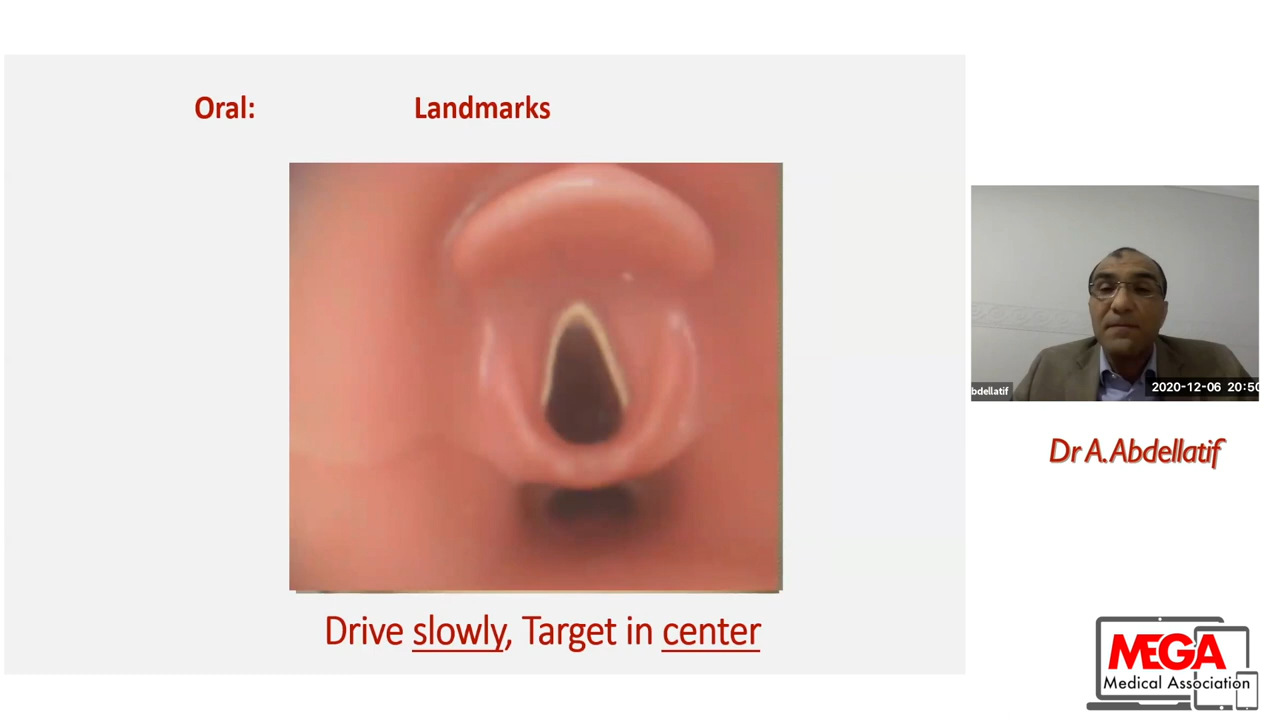 Oral:
Landmarks
Drive slowly, Target in center
bdellatif
2020-12-06 20:50
Dr A.Abdellatif
MEGA
Medical Association